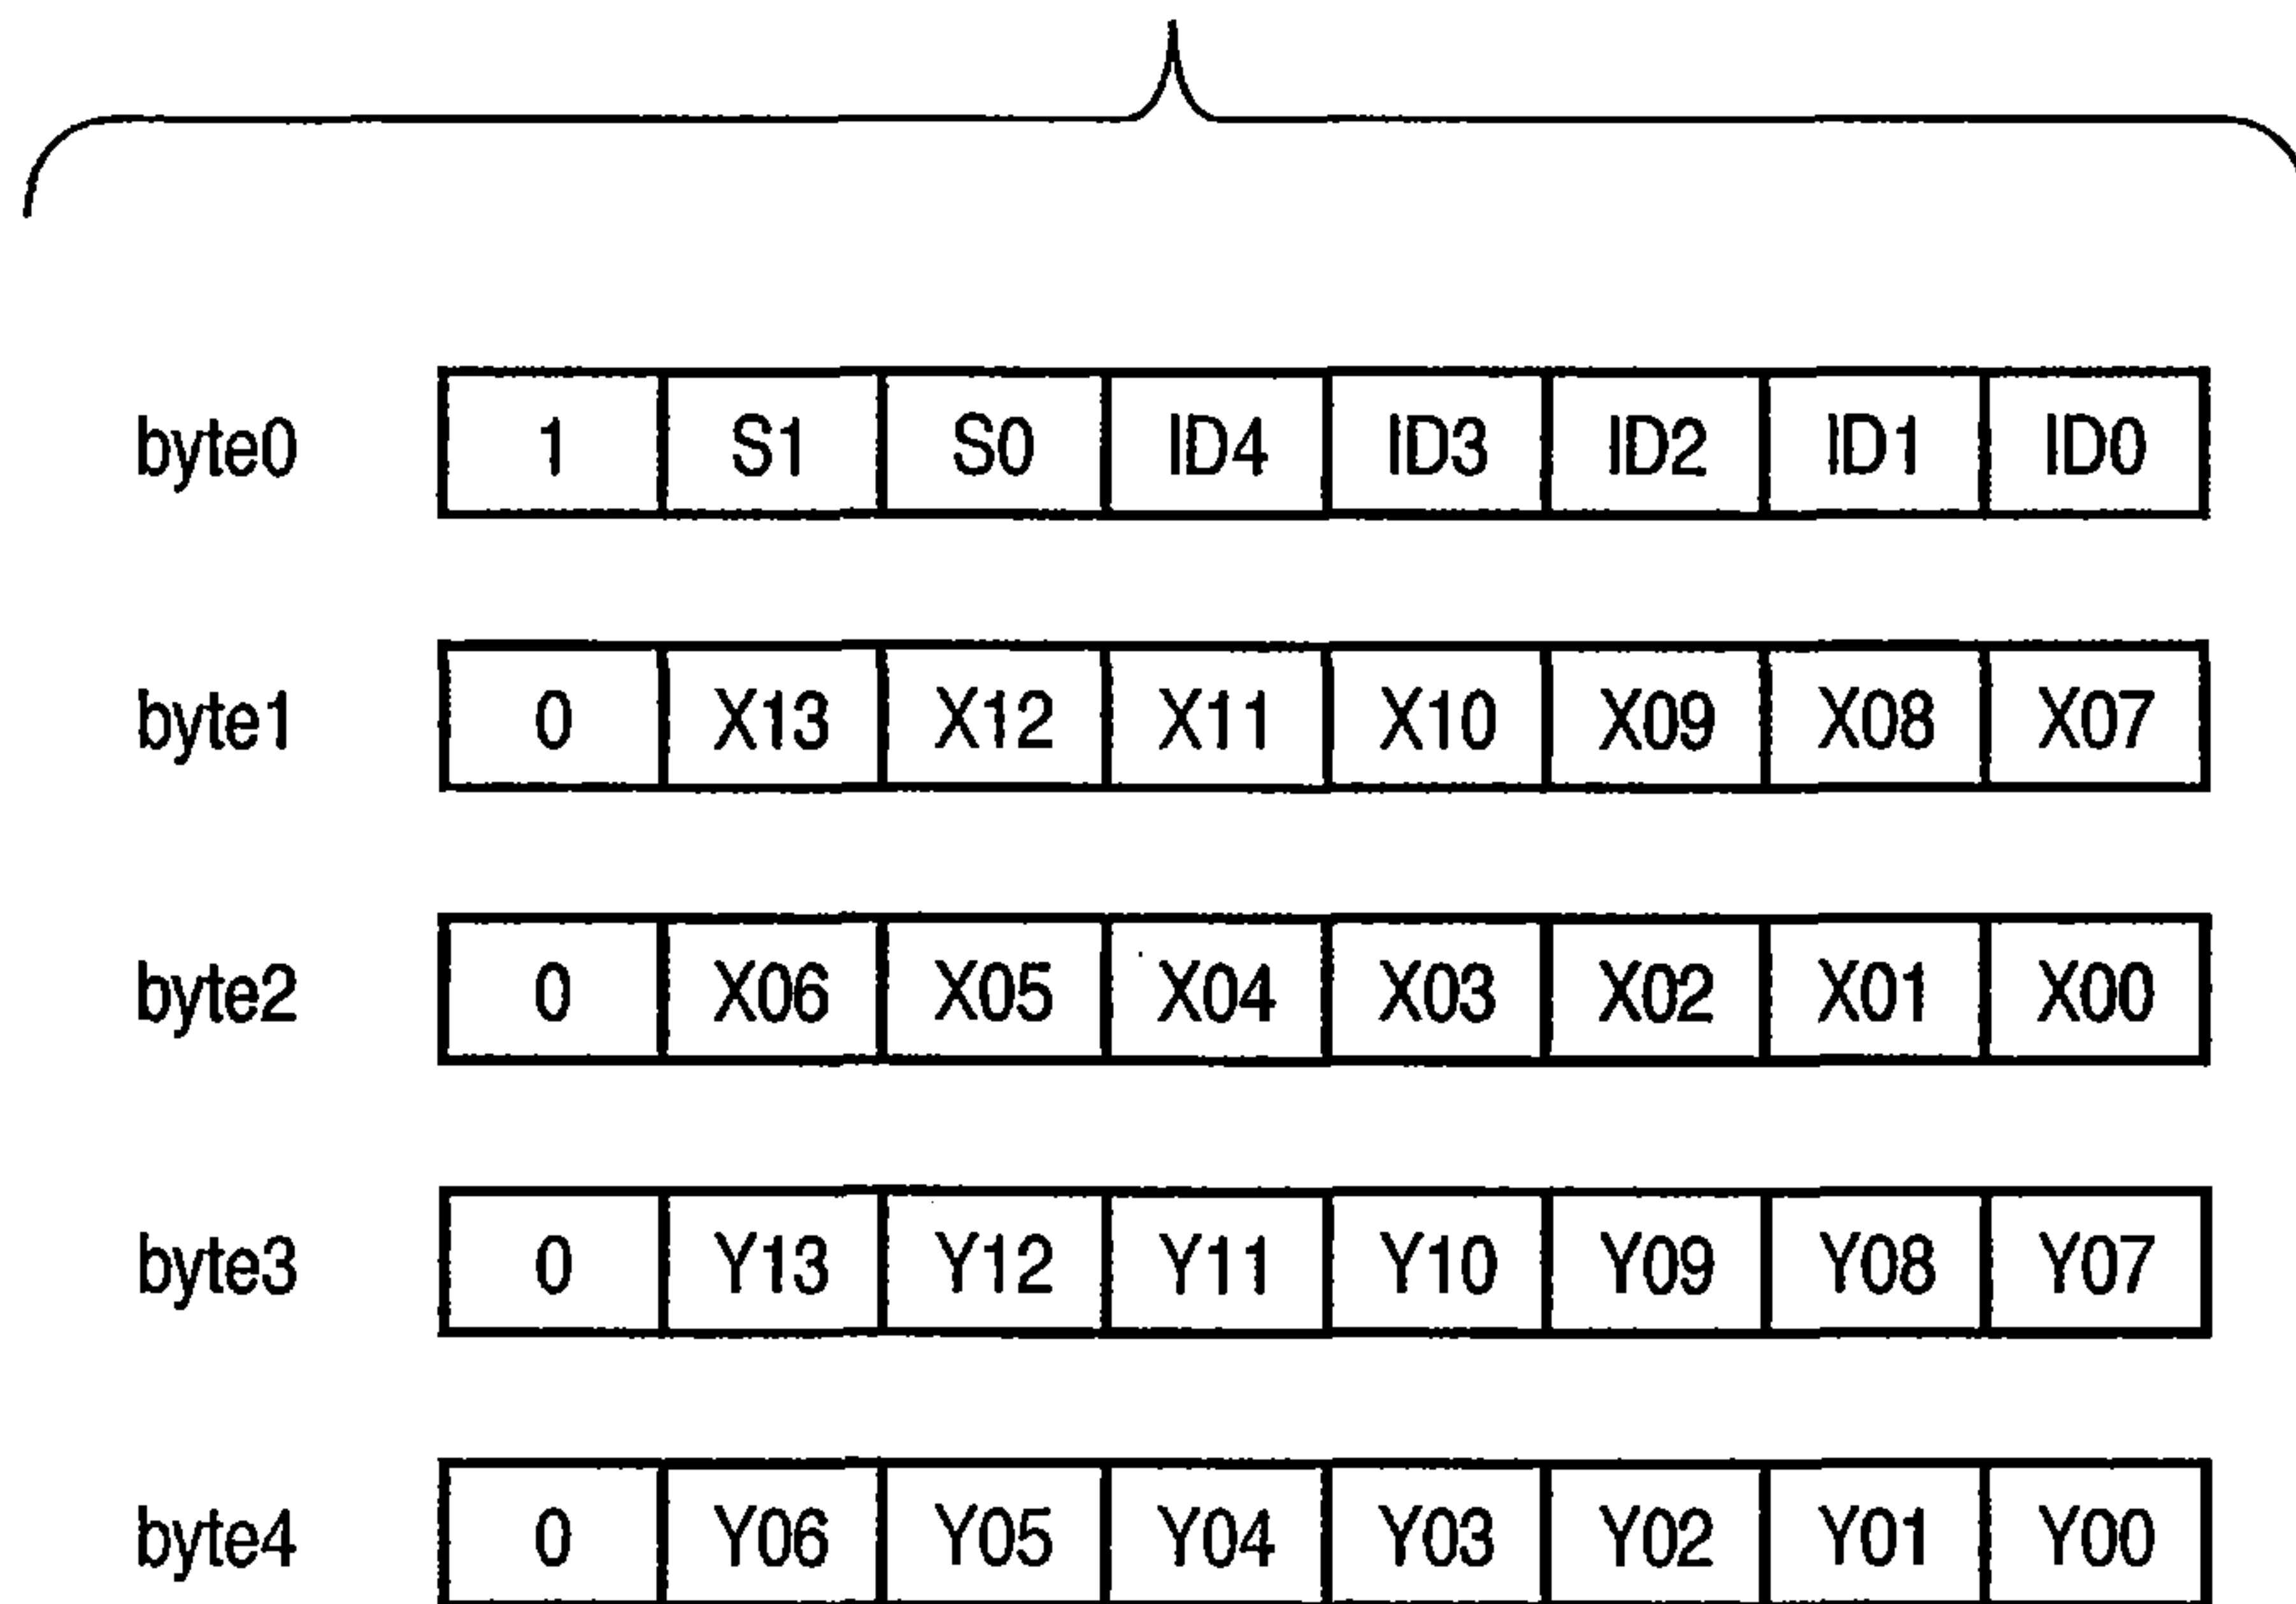 byte0 1 S1 S0 ID4 ID3 ID2 ID1 ID0
byte1 0 X13 X12 X11 X10 X09 X08 X07
byte2 0 X06 X05 X04 X03 X02 X01 X00
byte3 0 Y13 Y12 Y11 Y10 Y09 Y08 Y07
byte4 0 Y06 Y05 Y04 Y03 Y02 Y01 Y00